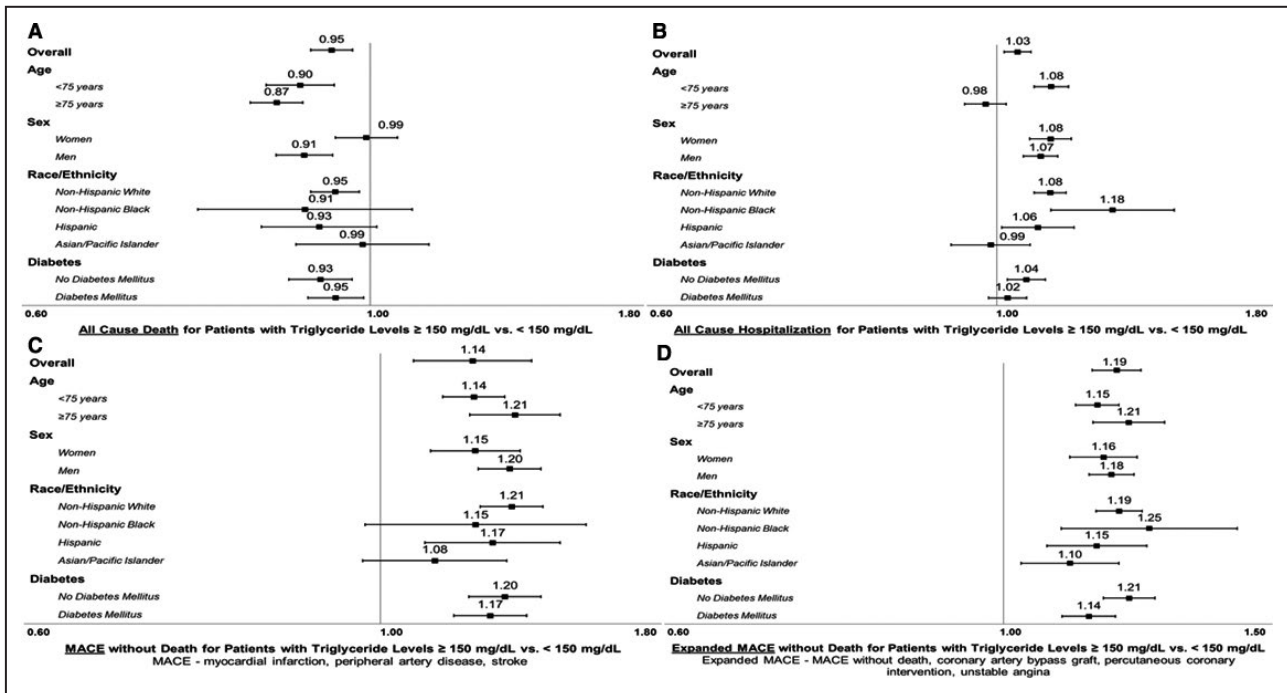 A
Overall 0.95
Age
<75 years 0.90
≥75 years 0.87
Sex
Women 0.99
Men 0.91
Race/Ethnicity
Non-Hispanic White 0.95
Non-Hispanic Black 0.91
Hispanic 0.93
Asian/Pacific Islander 0.99
Diabetes
No Diabetes Mellitus 0.93
Diabetes Mellitus 0.95
0.60 1.00 1.80
All Cause Death for Patients with Triglyceride Levels ≥ 150 mg/dL vs. < 150 mg/dL
B
Overall 1.03
Age
<75 years 1.08
≥75 years 0.98
Sex
Women 1.08
Men 1.07
Race/Ethnicity
Non-Hispanic White 1.08
Non-Hispanic Black 1.18
Hispanic 1.06
Asian/Pacific Islander 0.99
Diabetes
No Diabetes Mellitus 1.04
Diabetes Mellitus 1.02
0.60 1.00 1.80
All Cause Hospitalization for Patients with Triglyceride Levels ≥ 150 mg/dL vs. < 150 mg/dL
C
Overall 1.14
Age
<75 years 1.14
≥75 years 1.21
Sex
Women 1.15
Men 1.20
Race/Ethnicity
Non-Hispanic White 1.21
Non-Hispanic Black 1.15
Hispanic 1.17
Asian/Pacific Islander 1.08
Diabetes
No Diabetes Mellitus 1.20
Diabetes Mellitus 1.17
0.60 1.00 1.80
MACE without Death for Patients with Triglyceride Levels ≥ 150 mg/dL vs. < 150 mg/dL
MACE - myocardial infarction, peripheral artery disease, stroke
D
Overall 1.19
Age
<75 years 1.15
≥75 years 1.21
Sex
Women 1.16
Men 1.18
Race/Ethnicity
Non-Hispanic White 1.19
Non-Hispanic Black 1.25
Hispanic 1.15
Asian/Pacific Islander 1.10
Diabetes
No Diabetes Mellitus 1.21
Diabetes Mellitus 1.14
0.60 1.00 1.50
Expanded MACE without Death for Patients with Triglyceride Levels ≥ 150 mg/dL vs. < 150 mg/dL
Expanded MACE - MACE without death, coronary artery bypass graft, percutaneous coronary
intervention, unstable angina